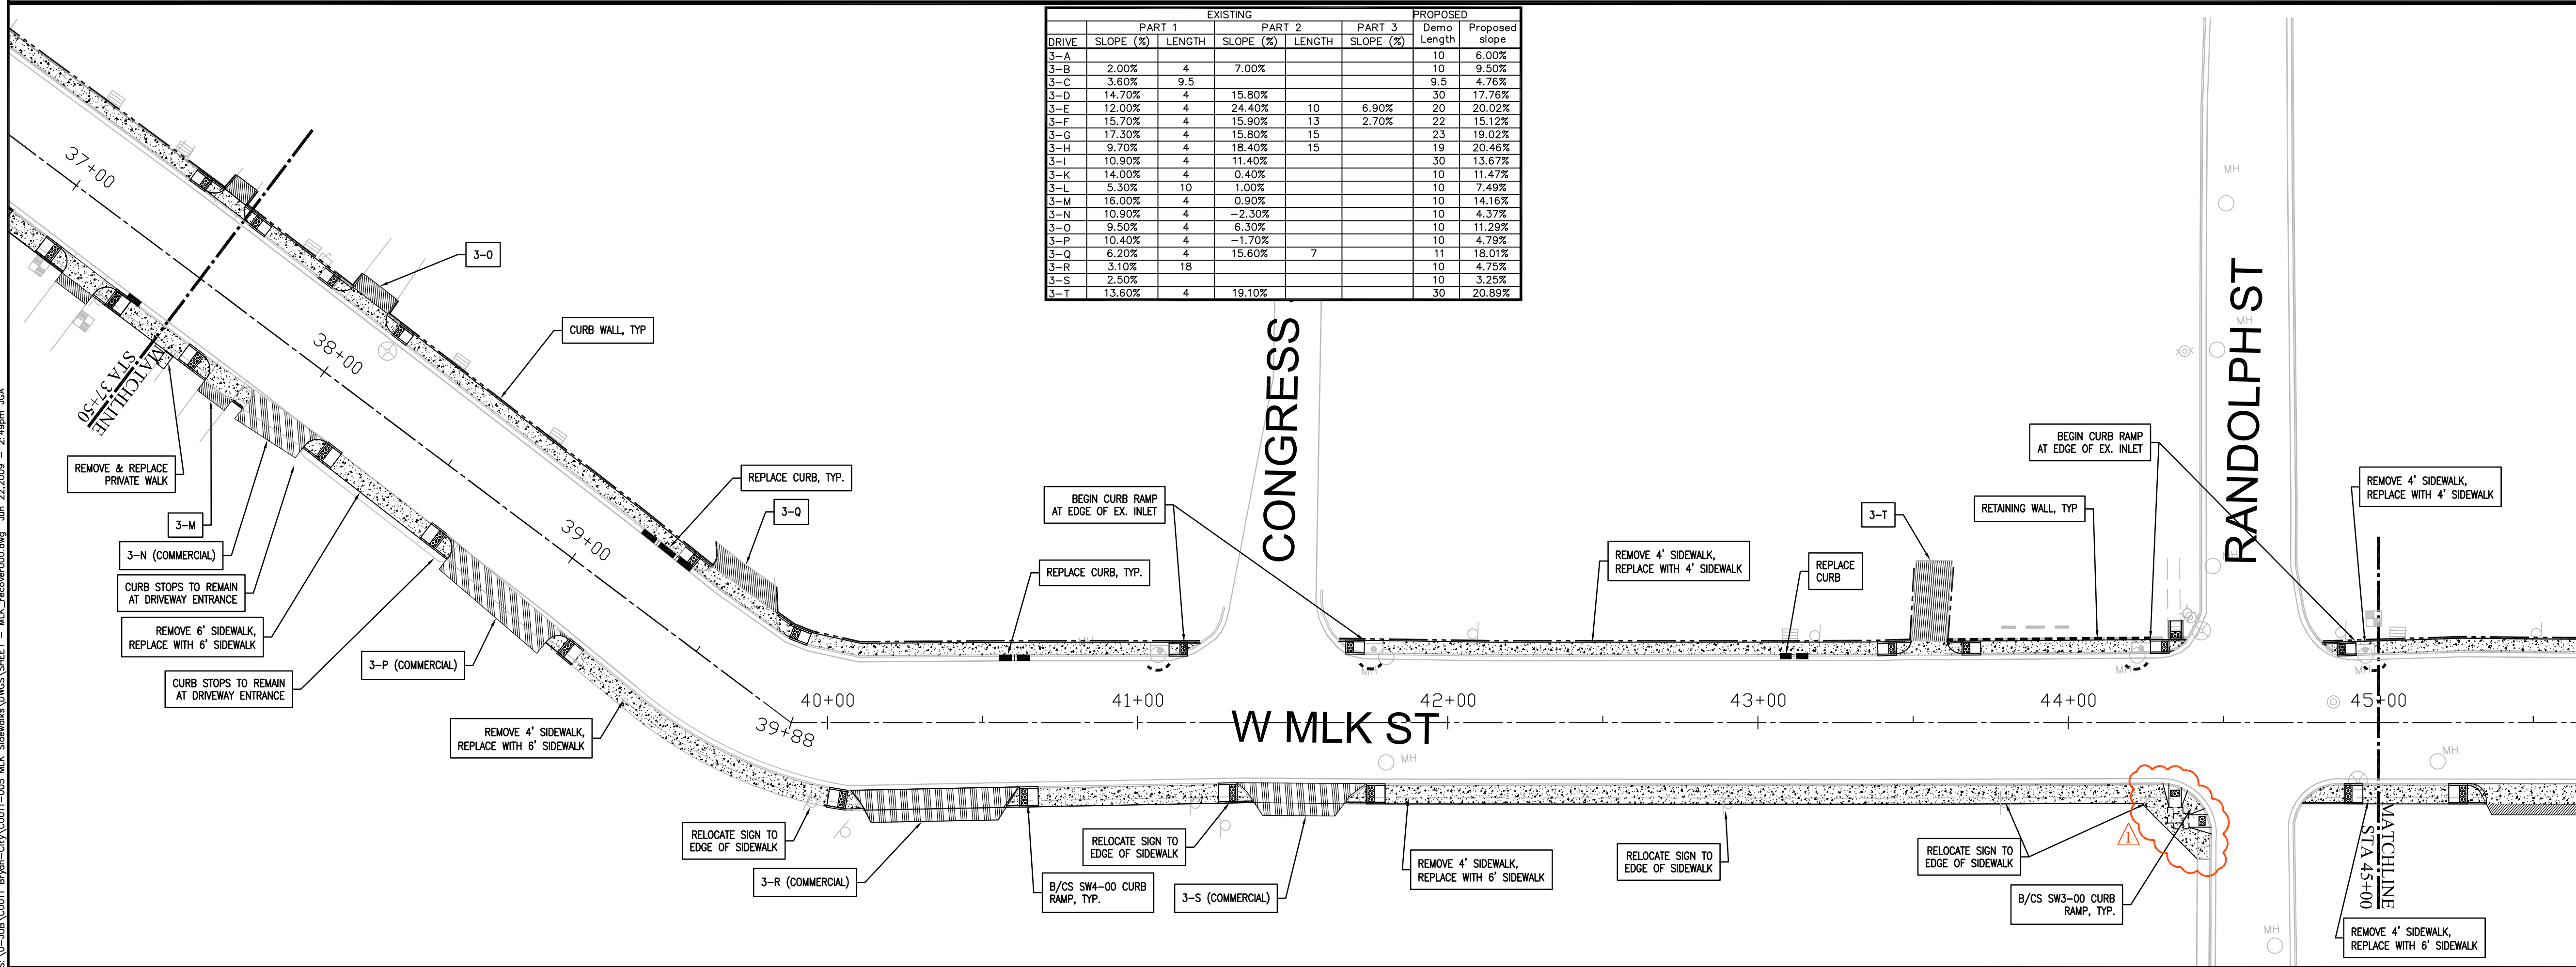 EXISTING PROPOSED
PART 1 PART 2 PART 3 Demo Length Proposed slope
DRIVE SLOPE (%) LENGTH SLOPE (%) LENGTH SLOPE (%)
3-A 10 6.00%
3-B 2.00% 4 7.00% 10 9.50%
3-C 3.60% 9.5 9.5 4.76%
3-D 14.70% 4 15.80% 30 17.76%
3-E 12.00% 4 24.40% 10 6.90% 20 20.02%
3-F 15.70% 4 15.90% 13 2.70% 22 15.12%
3-G 17.30% 4 15.80% 15 23 19.02%
3-H 9.70% 4 18.40% 15 19 20.46%
3-I 10.90% 4 11.40% 30 13.67%
3-K 14.00% 4 0.40% 10 11.47%
3-L 5.30% 10 1.00% 10 7.49%
3-M 16.00% 4 0.90% 10 14.16%
3-N 10.90% 4 -2.30% 10 4.37%
3-O 9.50% 4 6.30% 10 11.29%
3-P 10.40% 4 -1.70% 10 4.79%
3-Q 6.20% 4 15.60% 7 11 18.01%
3-R 3.10% 18 10 4.75%
3-S 2.50% 10 3.25%
3-T 13.60% 4 19.10% 30 20.89%
37+00
38+00
39+00
39+88
40+00
41+00
42+00
43+00
44+00
45+00
W MLK ST
CONGRESS
RANDOLPH ST
MATCHLINE
STA 37+50
3-O
CURB WALL, TYP
REMOVE & REPLACE
PRIVATE WALK
3-M
3-N (COMMERCIAL)
CURB STOPS TO REMAIN
AT DRIVEWAY ENTRANCE
REMOVE 6' SIDEWALK,
REPLACE WITH 6' SIDEWALK
CURB STOPS TO REMAIN
AT DRIVEWAY ENTRANCE
3-P (COMMERCIAL)
REMOVE 4' SIDEWALK,
REPLACE WITH 6' SIDEWALK
REPLACE CURB, TYP.
3-Q
BEGIN CURB RAMP
AT EDGE OF EX. INLET
REPLACE CURB, TYP.
REMOVE 4' SIDEWALK,
REPLACE WITH 4' SIDEWALK
REPLACE
CURB
3-T
RETAINING WALL, TYP
BEGIN CURB RAMP
AT EDGE OF EX. INLET
REMOVE 4' SIDEWALK,
REPLACE WITH 4' SIDEWALK
RELOCATE SIGN TO
EDGE OF SIDEWALK
3-R (COMMERCIAL)
B/CS SW4-00 CURB
RAMP, TYP.
RELOCATE SIGN TO
EDGE OF SIDEWALK
3-S (COMMERCIAL)
REMOVE 4' SIDEWALK,
REPLACE WITH 6' SIDEWALK
RELOCATE SIGN TO
EDGE OF SIDEWALK
RELOCATE SIGN TO
EDGE OF SIDEWALK
B/CS SW3-00 CURB
RAMP, TYP.
1
MATCHLINE
STA 45+00
REMOVE 4' SIDEWALK,
REPLACE WITH 6' SIDEWALK
MH
MH
MH
MH
MH
MH
MH
MH
MH
MH